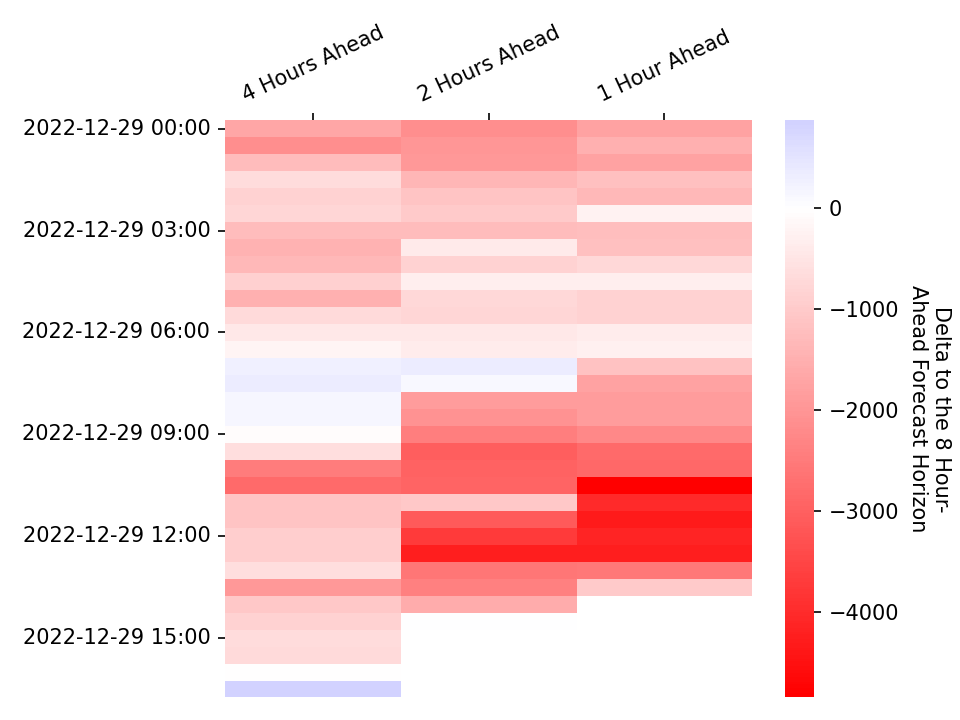 4 Hours Ahead
2 Hours Ahead
1 Hour Ahead
2022-12-29 00:00
2022-12-29 03:00
2022-12-29 06:00
2022-12-29 09:00
2022-12-29 12:00
2022-12-29 15:00
0
−1000
−2000
−3000
−4000
Delta to the 8 Hour-
Ahead Forecast Horizon